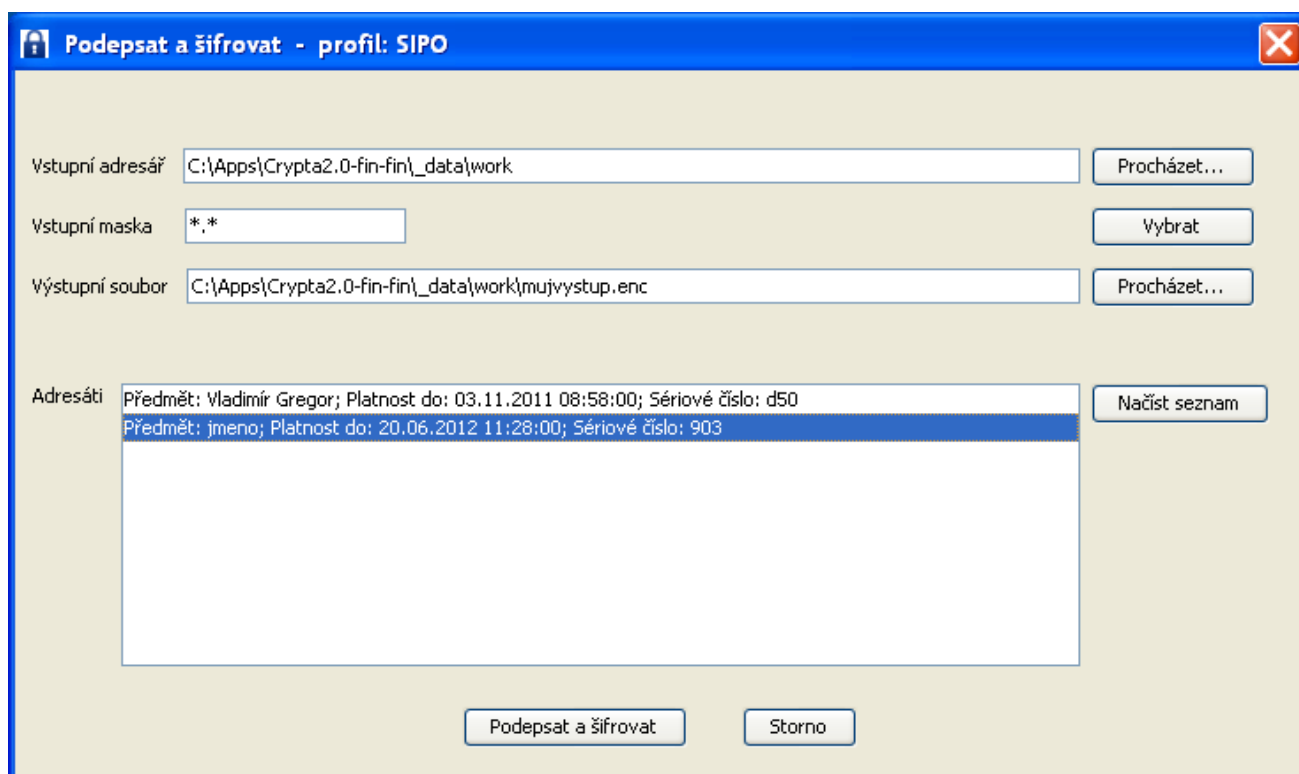 Podepsat a šifrovat - profil: SIPO
Vstupní adresář C:\Apps\Crypta2.0-fin-fin\_data\work Procházet...
Vstupní maska *.* Vybrat
Výstupní soubor C:\Apps\Crypta2.0-fin-fin\_data\work\mujvystup.enc Procházet...
Adresáti Předmět: Vladimír Gregor; Platnost do: 03.11.2011 08:58:00; Sériové číslo: d50 Načíst seznam
Předmět: jmeno; Platnost do: 20.06.2012 11:28:00; Sériové číslo: 903
Podepsat a šifrovat Storno